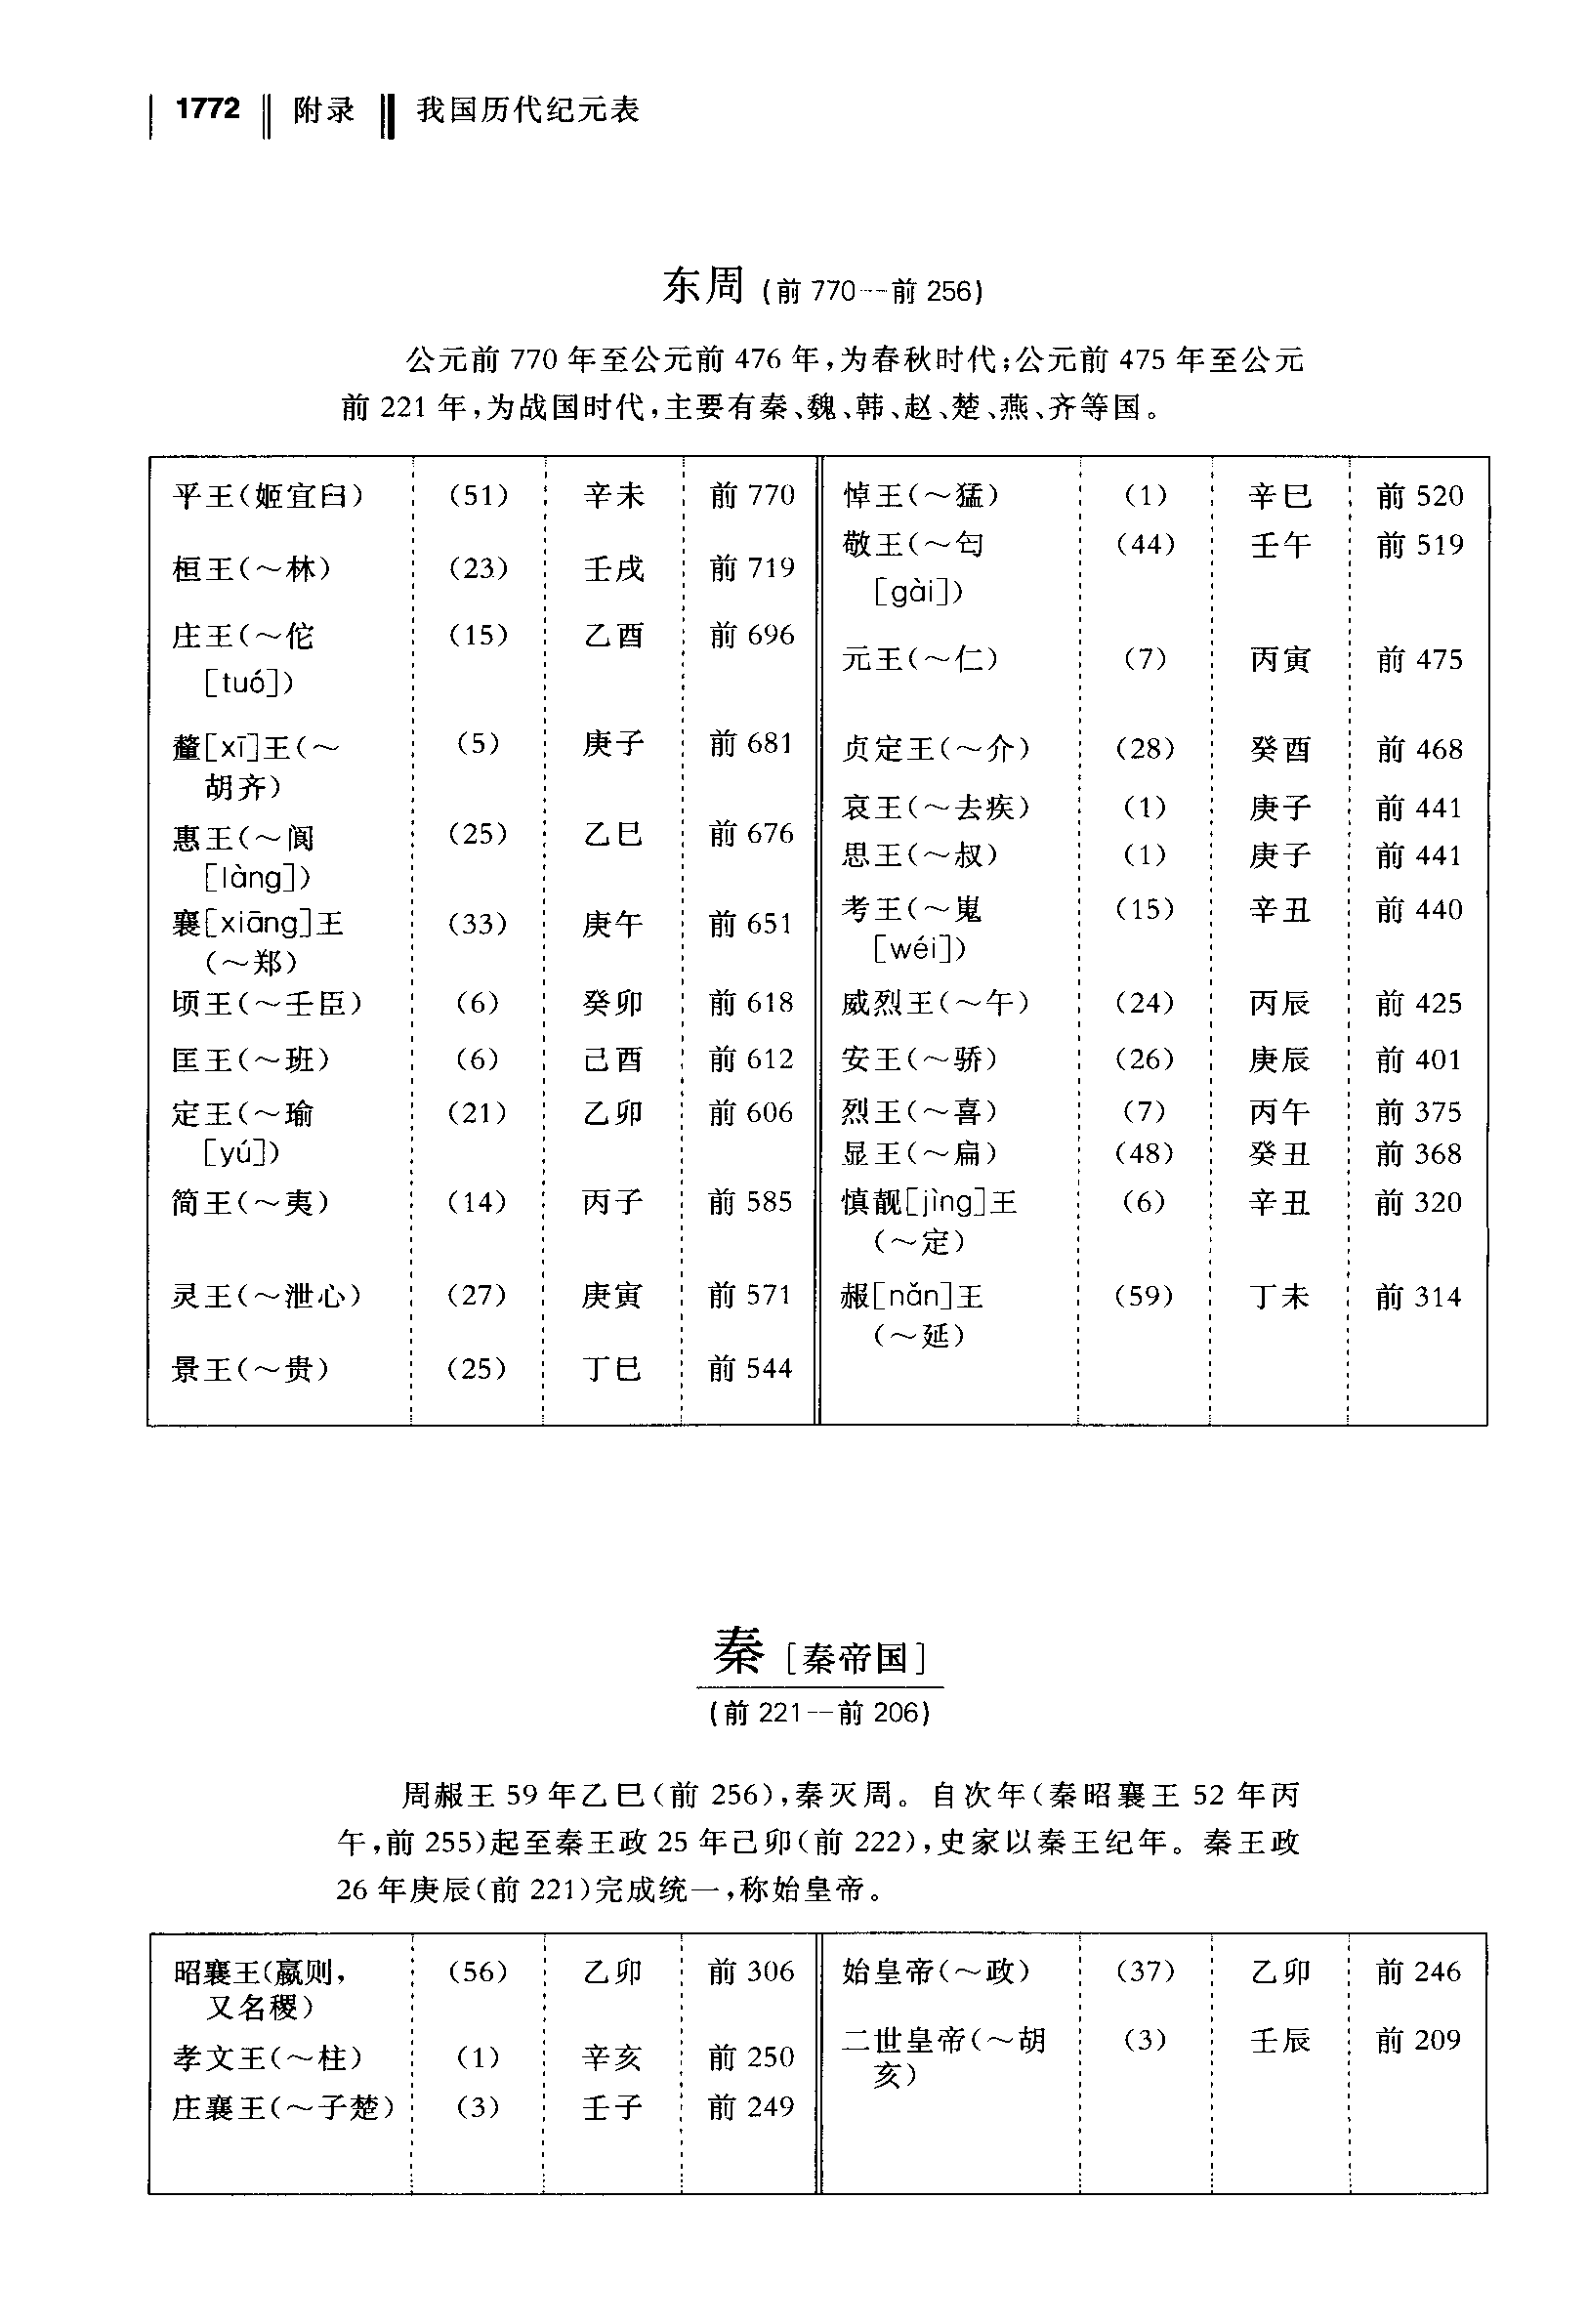 1772 ‖ 附录 ‖ 我国历代纪元表
东周 (前 770—前 256)
公元前 770 年至公元前 476 年,为春秋时代;公元前 475 年至公元
前 221 年,为战国时代,主要有秦、魏、韩、赵、楚、燕、齐等国。
平王(姬宜臼) (51) 辛未 前 770
桓王(～林) (23) 壬戌 前 719
庄王(～佗 (15) 乙酉 前 696
[tuó])
釐[xī]王(～ (5) 庚子 前 681
胡齐)
惠王(～阆 (25) 乙巳 前 676
[làng])
襄[xiāng]王 (33) 庚午 前 651
(～郑)
顷王(～壬臣) (6) 癸卯 前 618
匡王(～班) (6) 己酉 前 612
定王(～瑜 (21) 乙卯 前 606
[yú])
简王(～夷) (14) 丙子 前 585
灵王(～泄心) (27) 庚寅 前 571
景王(～贵) (25) 丁巳 前 544
悼王(～猛) (1) 辛巳 前 520
敬王(～匄 (44) 壬午 前 519
[gài])
元王(～仁) (7) 丙寅 前 475
贞定王(～介) (28) 癸酉 前 468
哀王(～去疾) (1) 庚子 前 441
思王(～叔) (1) 庚子 前 441
考王(～嵬 (15) 辛丑 前 440
[wéi])
威烈王(～午) (24) 丙辰 前 425
安王(～骄) (26) 庚辰 前 401
烈王(～喜) (7) 丙午 前 375
显王(～扁) (48) 癸丑 前 368
慎靓[jìng]王 (6) 辛丑 前 320
(～定)
赧[nǎn]王 (59) 丁未 前 314
(～延)
秦 [秦帝国]
(前 221—前 206)
周赧王 59 年乙巳(前 256),秦灭周。自次年(秦昭襄王 52 年丙
午,前 255)起至秦王政 25 年己卯(前 222),史家以秦王纪年。秦王政
26 年庚辰(前 221)完成统一,称始皇帝。
昭襄王(嬴则, (56) 乙卯 前 306
又名稷)
孝文王(～柱) (1) 辛亥 前 250
庄襄王(～子楚) (3) 壬子 前 249
始皇帝(～政) (37) 乙卯 前 246
二世皇帝(～胡 (3) 壬辰 前 209
亥)